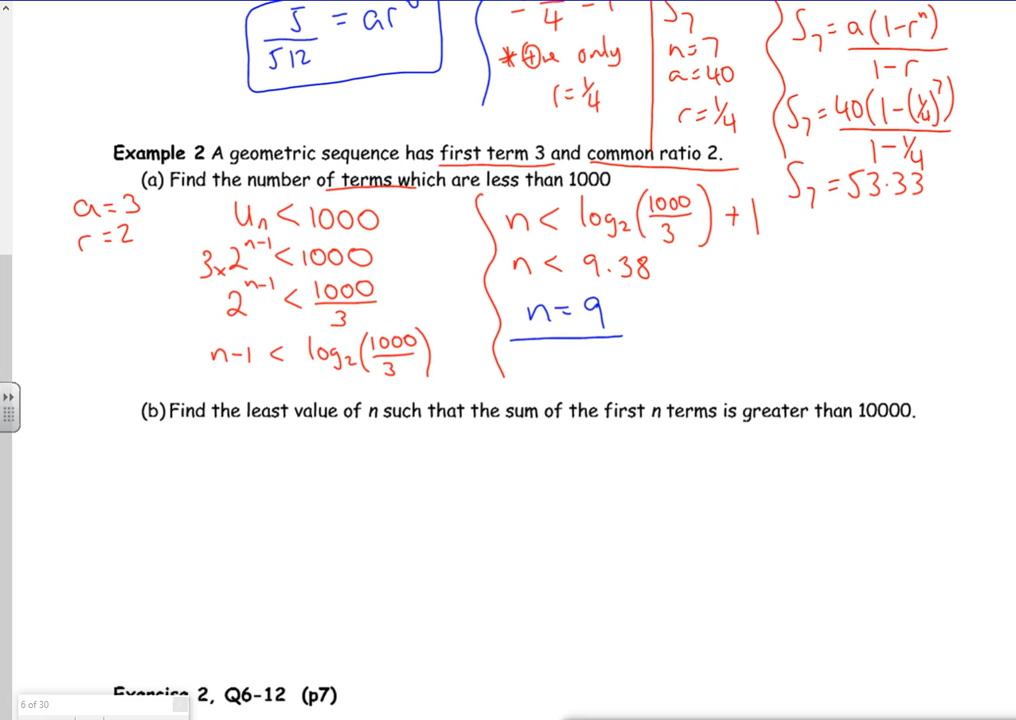 5/512 = ar
4
* ⊕ve only
r = 1/4
S7
n=7
a=40
r=1/4
S7 = a(1-r^n)/1-r
S7 = 40(1-(1/4)^7)/1-1/4
S7 = 53.33
Example 2 A geometric sequence has first term 3 and common ratio 2.
(a) Find the number of terms which are less than 1000
a=3
r=2
Un < 1000
3×2^n-1 < 1000
2^n-1 < 1000/3
n-1 < log2(1000/3)
n < log2(1000/3) + 1
n < 9.38
n = 9
(b) Find the least value of n such that the sum of the first n terms is greater than 10000.
Exercise 2, Q6-12 (p7)
6 of 30